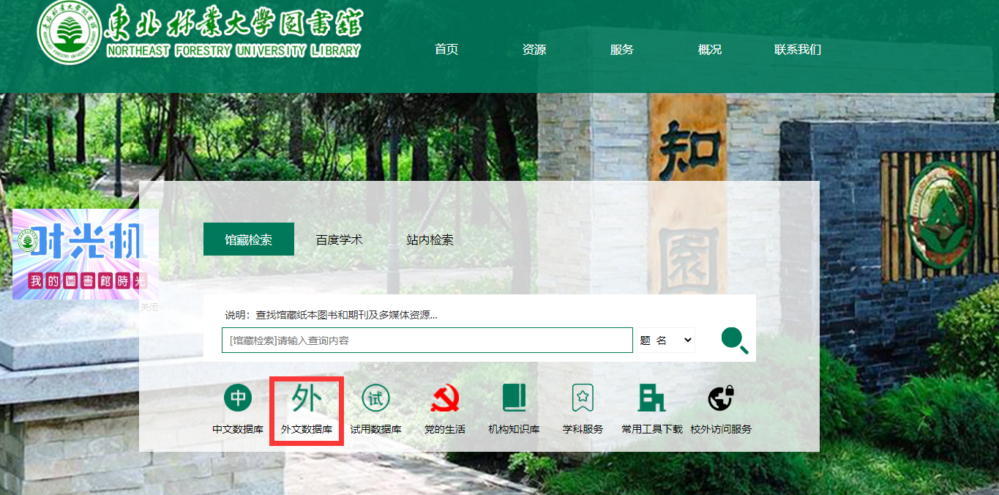 東北林業大學圖書館
NORTHEAST FORESTRY UNIVERSITY LIBRARY
首页 资源 服务 概况 联系我们
知
園
时光机
我的圖書館時光
关闭
馆藏检索 百度学术 站内检索
说明：查找馆藏纸本图书和期刊及多媒体资源...
[馆藏检索]请输入查询内容 题 名
中 外 试
中文数据库 外文数据库 试用数据库 党的生活 机构知识库 学科服务 常用工具下载 校外访问服务